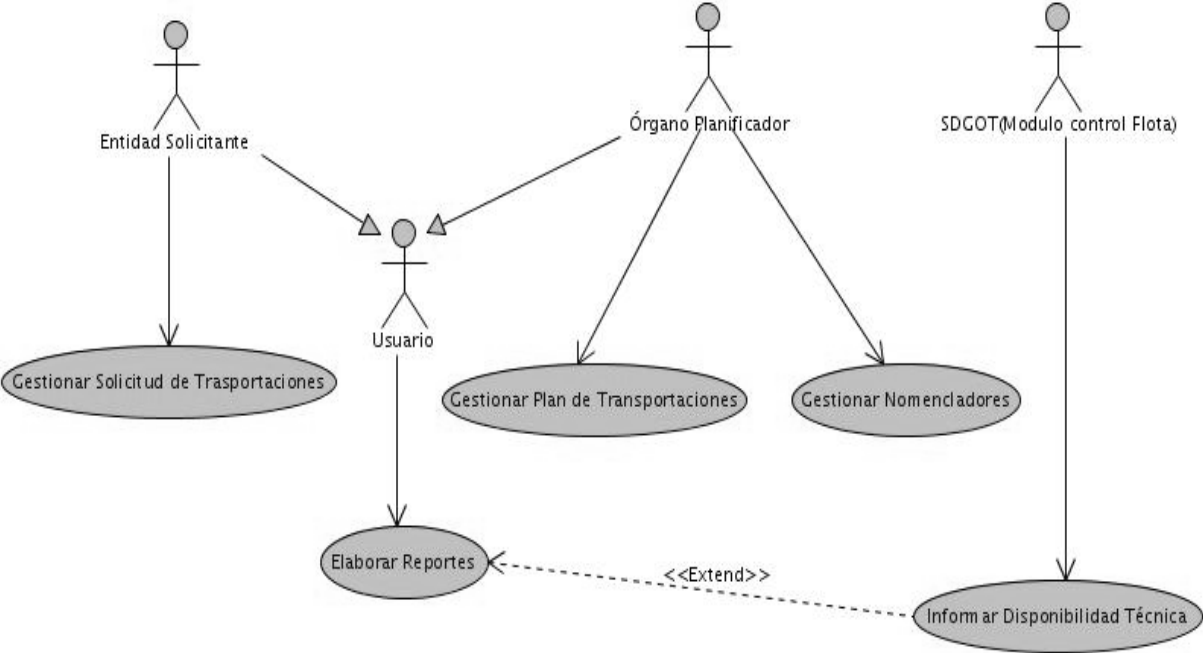 Entidad Solicitante
Órgano Planificador
SDGOT(Modulo control Flota)
Usuario
Gestionar Solicitud de Trasportaciones
Gestionar Plan de Transportaciones
Gestionar Nomencladores
Elaborar Reportes
<<Extend>>
Informar Disponibilidad Técnica